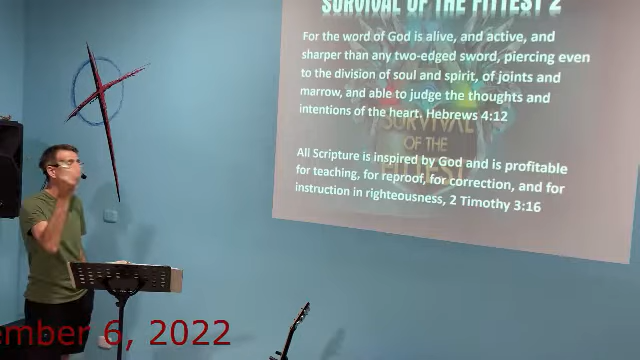 SURVIVAL OF THE FITTEST 2
For the word of God is alive, and active, and
sharper than any two-edged sword, piercing even
to the division of soul and spirit, of joints and
marrow, and able to judge the thoughts and
intentions of the heart. Hebrews 4:12
SURVIVAL
OF THE
FITTEST
All Scripture is inspired by God and is profitable
for teaching, for reproof, for correction, and for
instruction in righteousness, 2 Timothy 3:16
ember 6, 2022